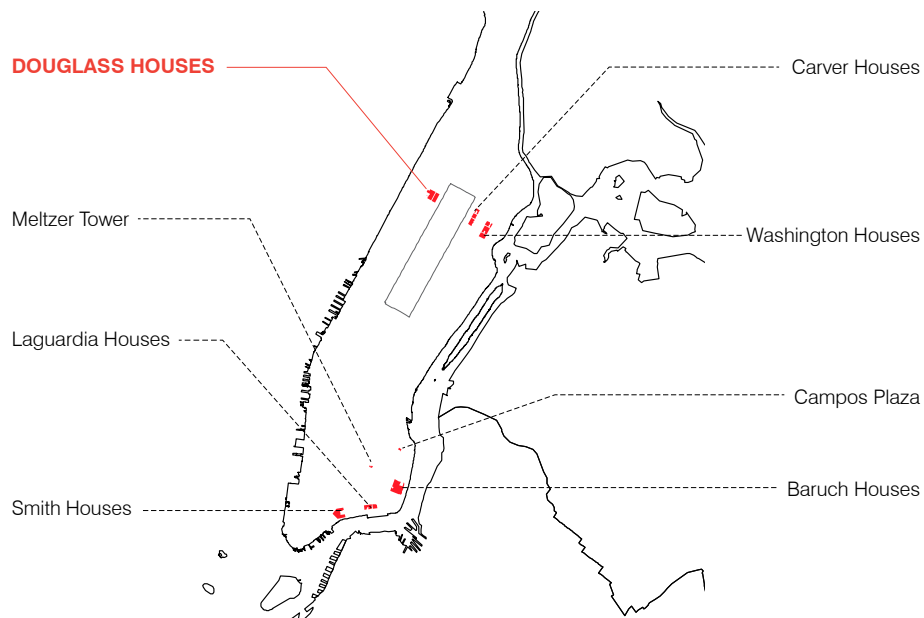 DOUGLASS HOUSES
Carver Houses
Meltzer Tower
Washington Houses
Laguardia Houses
Campos Plaza
Baruch Houses
Smith Houses